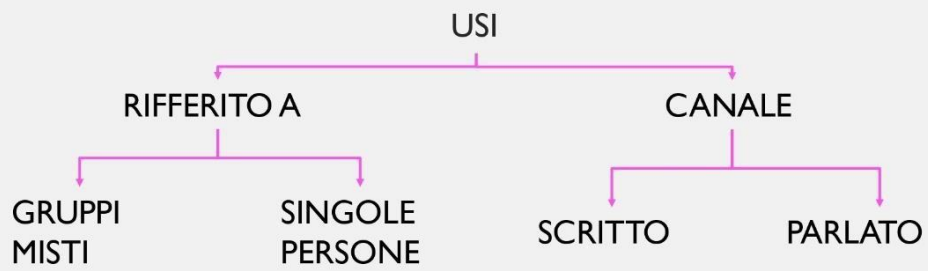 USI
RIFFERITO A
CANALE
GRUPPI
MISTI
SINGOLE
PERSONE
SCRITTO
PARLATO